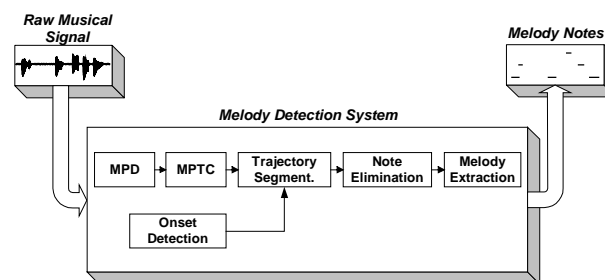 Raw Musical
Signal
Melody Notes
Melody Detection System
MPD
MPTC
Trajectory
Segment.
Note
Elimination
Melody
Extraction
Onset
Detection